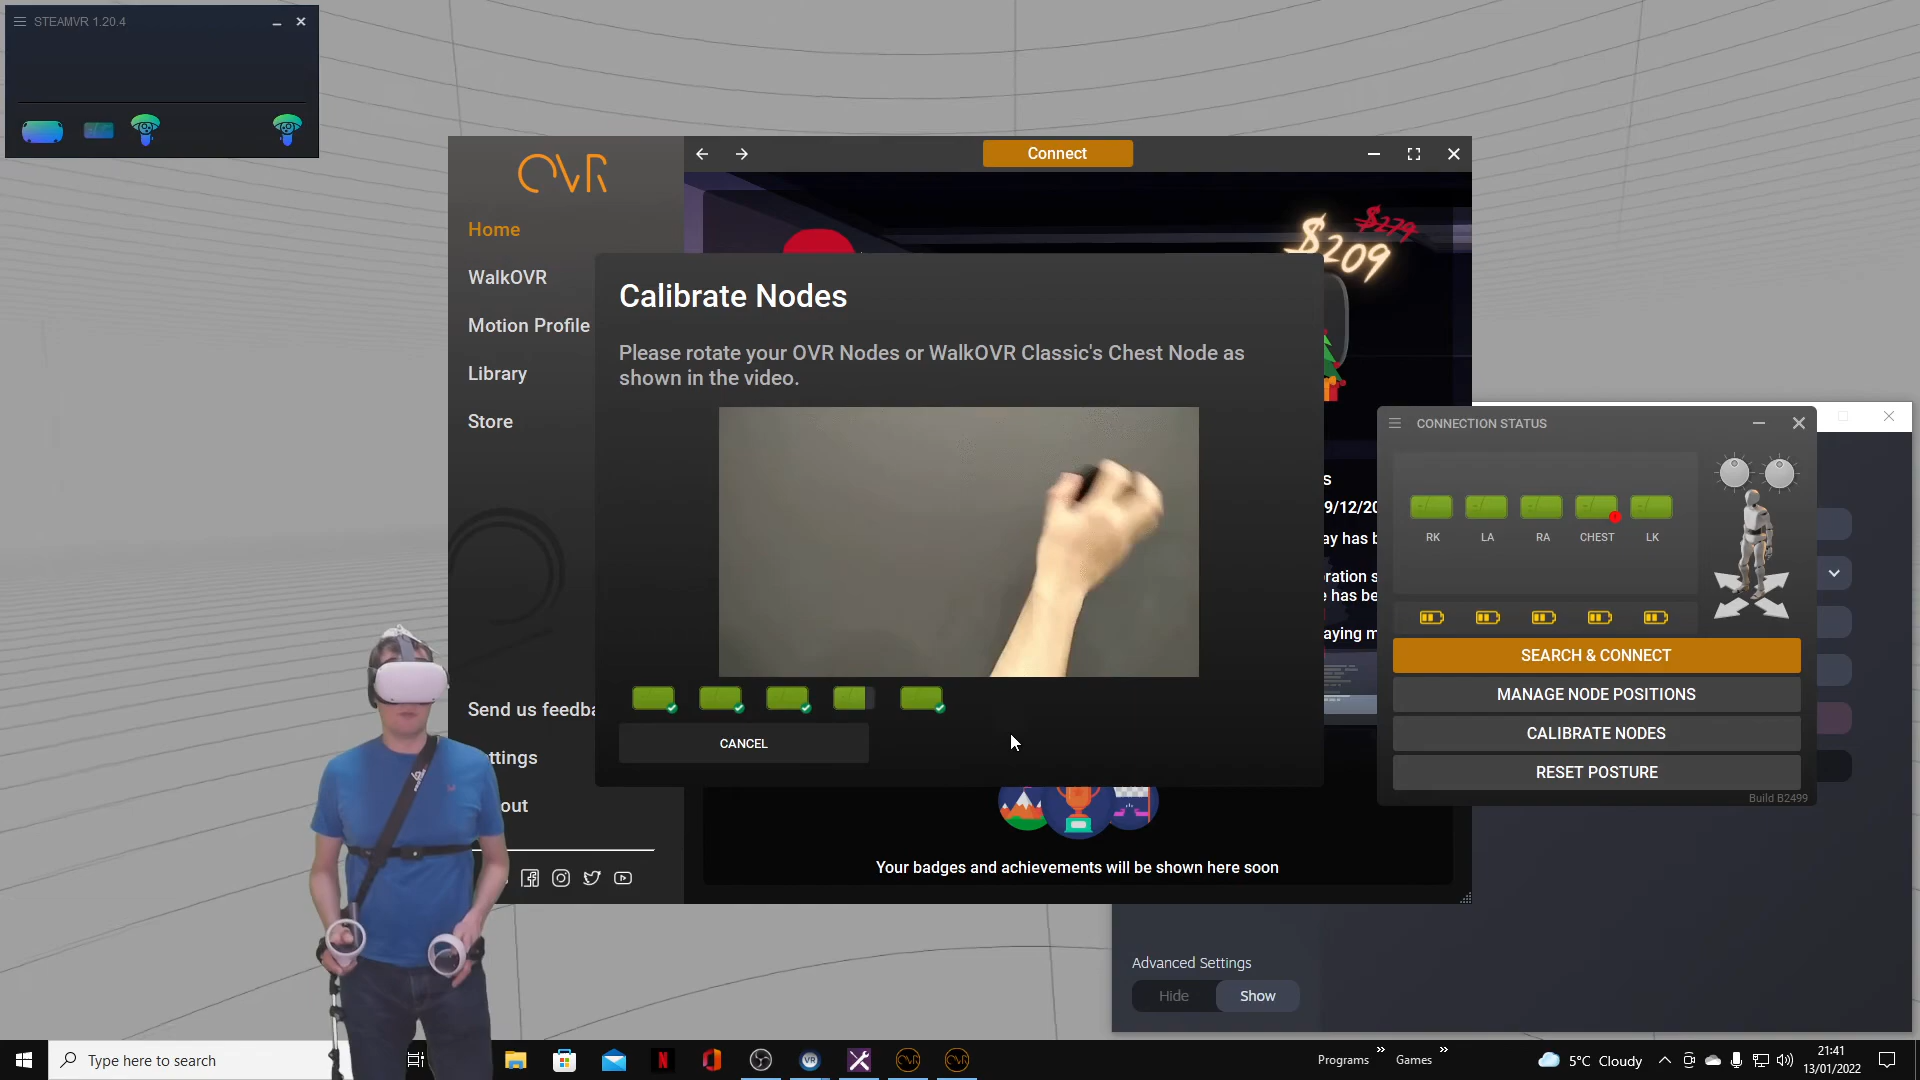 STEAMVR 1.20.4
OVR
Connect
Home
WalkOVR
Motion Profile
Library
Store
Send us feedba
ttings
out
$279
$209
Calibrate Nodes
Please rotate your OVR Nodes or WalkOVR Classic's Chest Node as
shown in the video.
CANCEL
s
9/12/20
ay has b
oration s
e has be
aying m
Your badges and achievements will be shown here soon
CONNECTION STATUS
RK LA RA CHEST LK
SEARCH & CONNECT
MANAGE NODE POSITIONS
CALIBRATE NODES
RESET POSTURE
Build B2499
Advanced Settings
Hide Show
Type here to search
Programs »
Games »
5°C Cloudy
21:41
13/01/2022